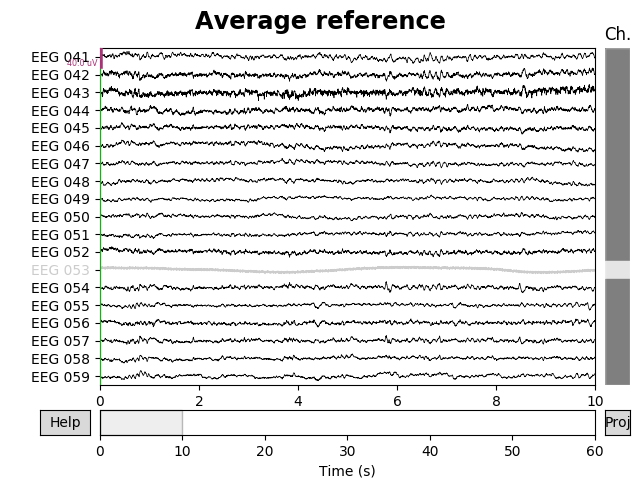 Average reference
Ch.
40.0 uV
EEG 041
EEG 042
EEG 043
EEG 044
EEG 045
EEG 046
EEG 047
EEG 048
EEG 049
EEG 050
EEG 051
EEG 052
EEG 053
EEG 054
EEG 055
EEG 056
EEG 057
EEG 058
EEG 059
0 2 4 6 8 10
Help
Proj
0 10 20 30 40 50 60
Time (s)